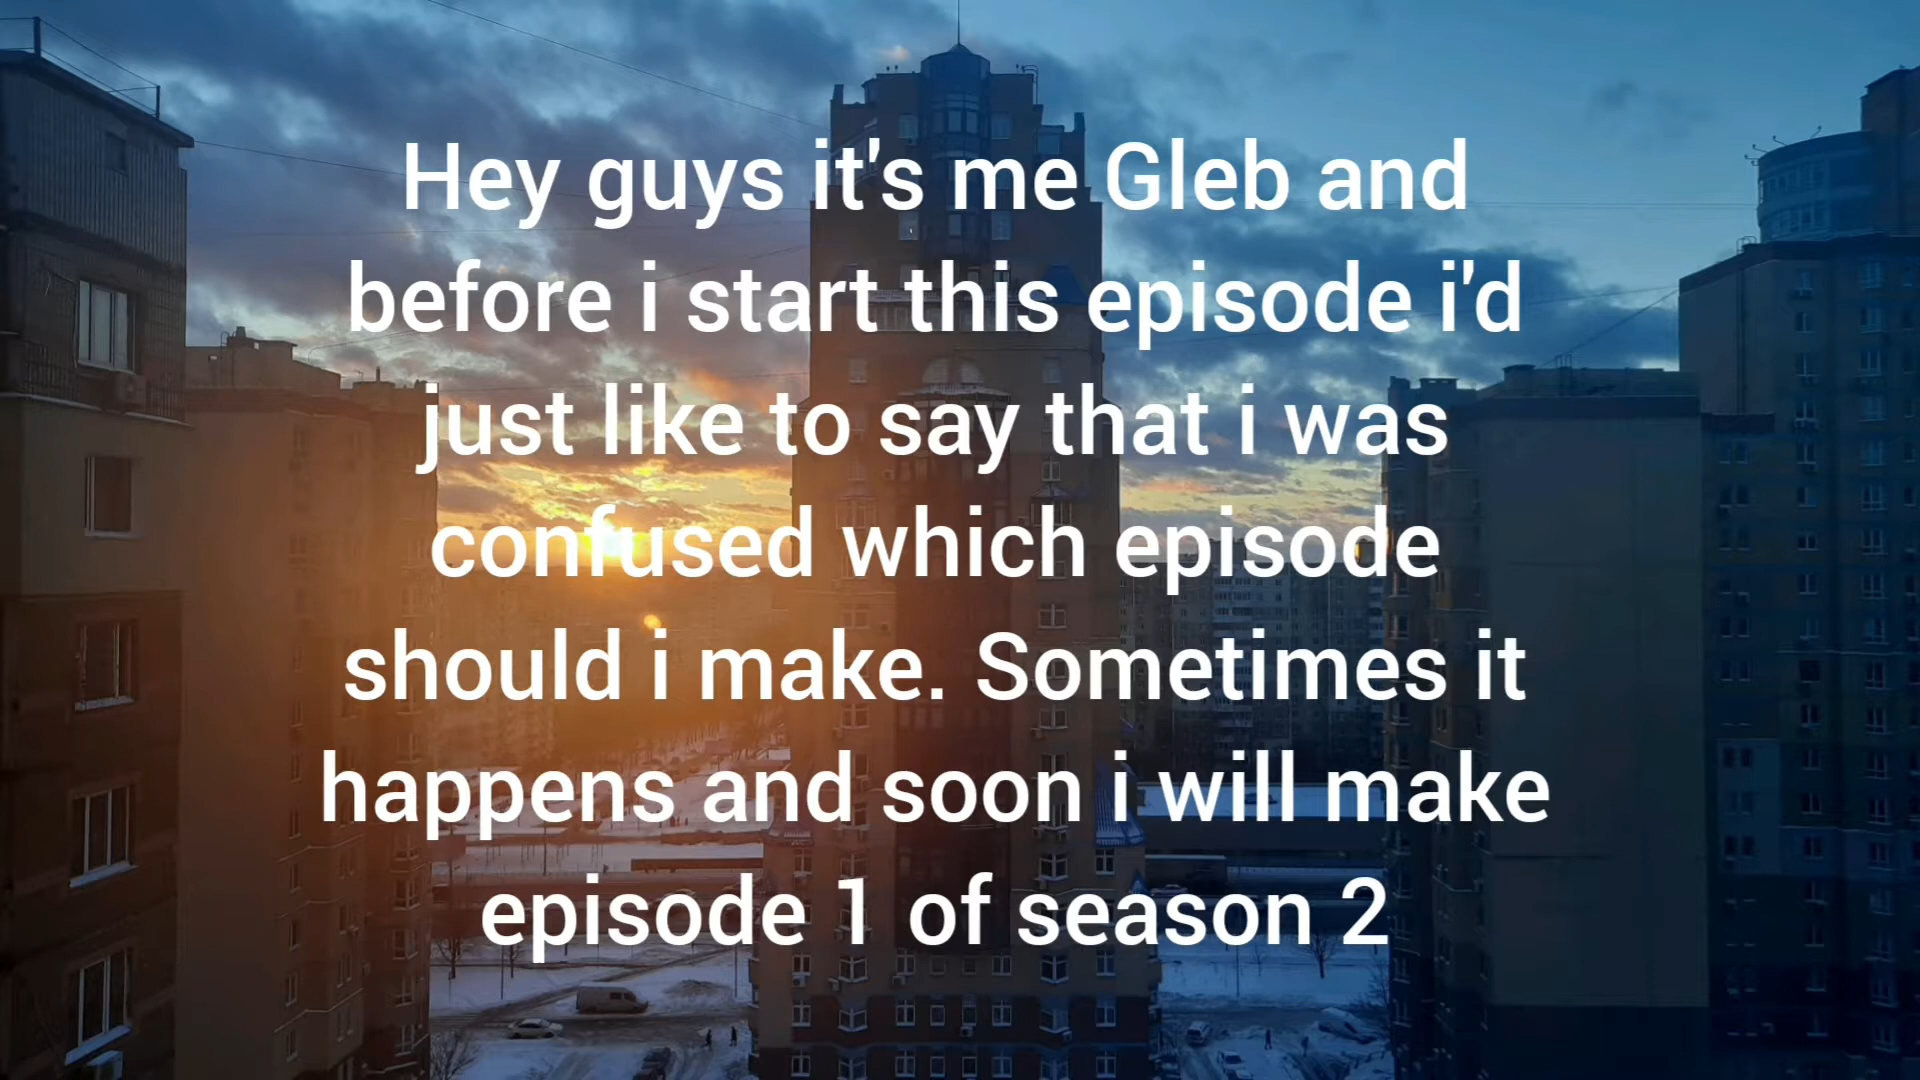 Hey guys it's me Gleb and
before i start this episode i'd
just like to say that i was
confused which episode
should i make. Sometimes it
happens and soon i will make
episode 1 of season 2